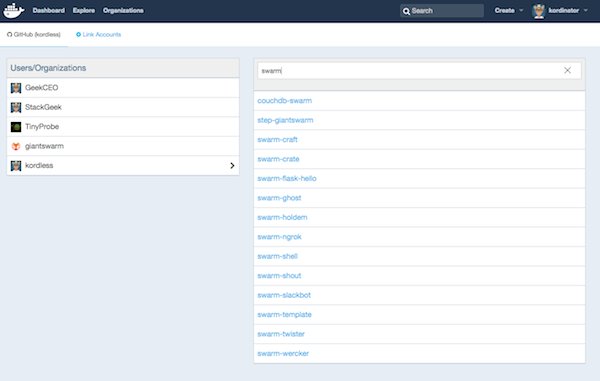 Dashboard Explore Organizations Search Create kordinater
GitHub (kordless) Link Accounts
Users/Organizations
GeekCEO
StackGeek
TinyProbe
giantswarm
kordless
swarm
couchdb-swarm
step-giantswarm
swarm-craft
swarm-crate
swarm-flask-hello
swarm-ghost
swarm-holdem
swarm-ngrok
swarm-shell
swarm-shout
swarm-slackbot
swarm-template
swarm-twister
swarm-wercker